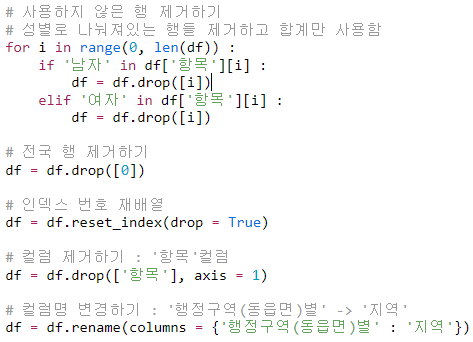 # 사용하지 않은 행 제거하기
# 성별로 나눠져있는 행들 제거하고 합계만 사용함
for i in range(0, len(df)) :
    if '남자' in df['항목'][i] :
        df = df.drop([i])
    elif '여자' in df['항목'][i] :
        df = df.drop([i])

# 전국 행 제거하기
df = df.drop([0])

# 인덱스 번호 재배열
df = df.reset_index(drop = True)

# 컬럼 제거하기 : '항목'컬럼
df = df.drop(['항목'], axis = 1)

# 컬럼명 변경하기 : '행정구역(동읍면)별' -> '지역'
df = df.rename(columns = {'행정구역(동읍면)별' : '지역'})